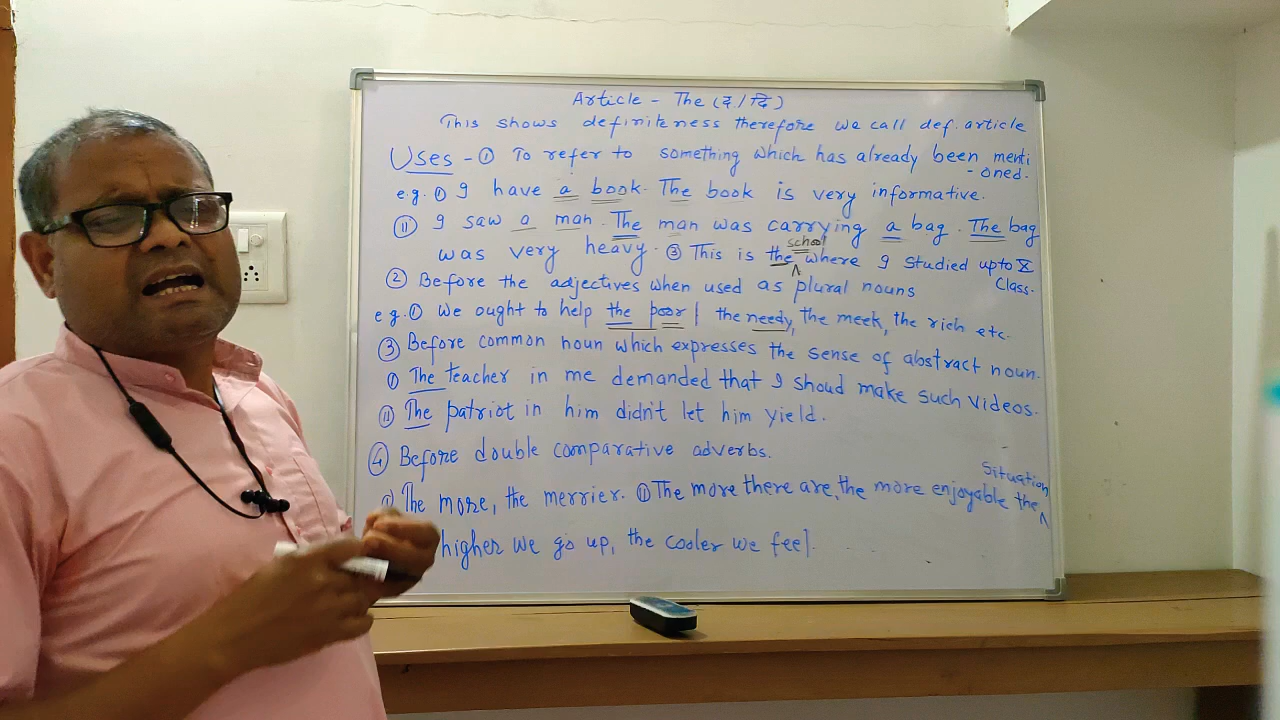 Article - The (द/दि)
This shows definiteness therefore we call def. article
Uses - ① To refer to something which has already been menti
- oned.
e.g. ① I have a book. The book is very informative.
Ⓘⓘ I saw a man. The man was carrying a bag. The bag
was very heavy. ③ This is the school where I studied upto X
Class.
② Before the adjectives when used as plural nouns
e.g. ① We ought to help the poor / the needy, the meek, the rich etc.
③ Before common noun which expresses the sense of abstract noun.
① The teacher in me demanded that I shoud make such videos.
Ⓘⓘ The patriot in him didn't let him yield.
④ Before double comparative adverbs.
① The more, the merrier. Ⓘⓘ The more there are, the more enjoyable the situation
higher we go up, the cooler we feel.